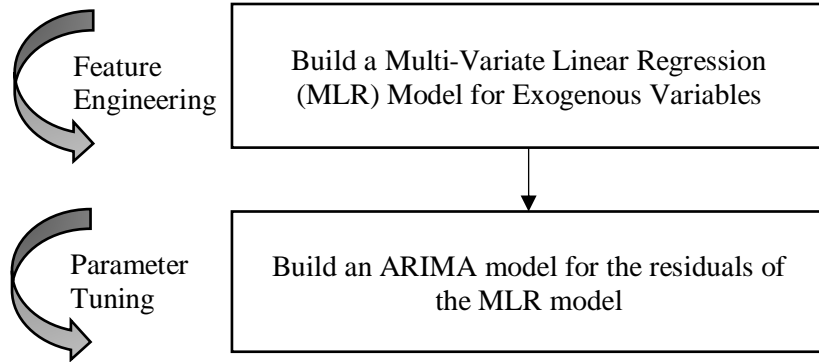 Feature
Engineering
Build a Multi-Variate Linear Regression
(MLR) Model for Exogenous Variables
Parameter
Tuning
Build an ARIMA model for the residuals of
the MLR model